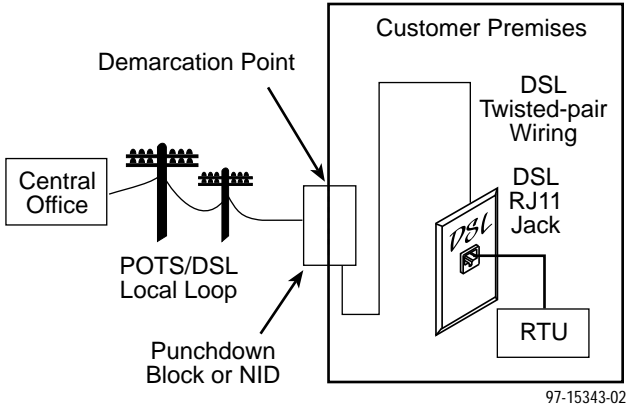 Customer Premises
Demarcation Point
DSL
Twisted-pair
Wiring
Central
Office
DSL
RJ11
Jack
DSL
POTS/DSL
Local Loop
RTU
Punchdown
Block or NID
97-15343-02